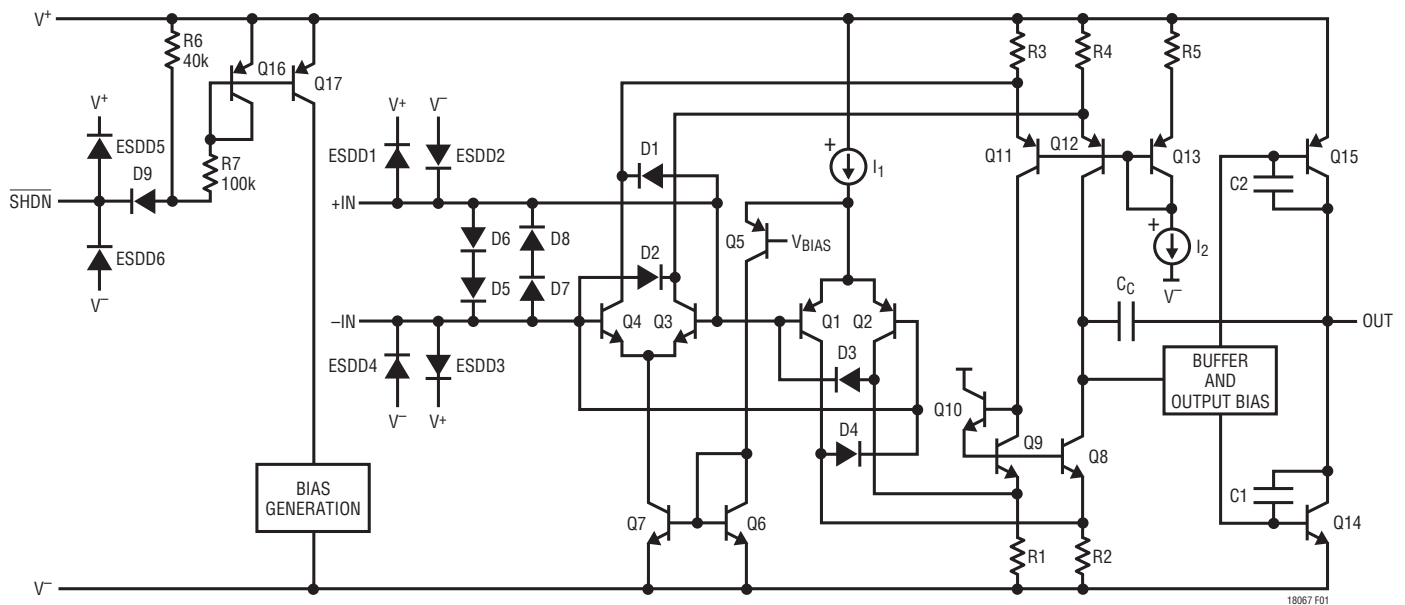 V+
R6
40k
Q16
Q17
V+
ESDD5
D9
R7
100k
SHDN
ESDD6
V–
V+
V–
ESDD1
ESDD2
D1
+IN
D6
D8
D2
D5
D7
–IN
Q4
Q3
ESDD4
ESDD3
V–
V+
BIAS
GENERATION
V–
I1
Q5
VBIAS
Q1
Q2
D3
D4
Q7
Q6
R3
R4
R5
Q11
Q12
Q13
+
+
I2
V–
CC
Q10
Q9
Q8
R1
R2
Q15
C2
OUT
BUFFER
AND
OUTPUT BIAS
C1
Q14
18067 F01